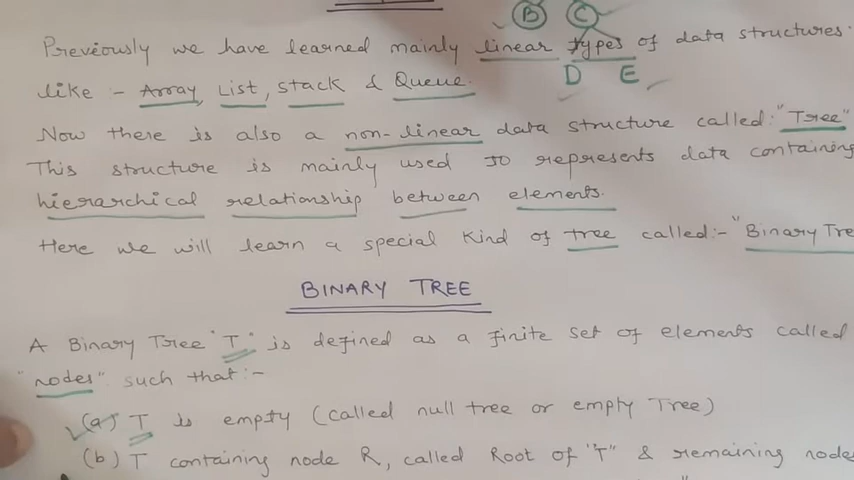 B C
Previously we have learned mainly linear types of data structures.
like :- Array, List, Stack & Queue.
D E
Now there is also a non-linear data structure called: "Tree"
This structure is mainly used to represents data containing
hierarchical relationship between elements.
Here we will learn a special kind of tree called:- "Binary Tre
BINARY TREE
A Binary Tree "T" is defined as a finite set of elements called
"nodes" such that :-
(a) T is empty (called null tree or empty Tree)
(b) T containing node R, called Root of "T" & remaining nodes